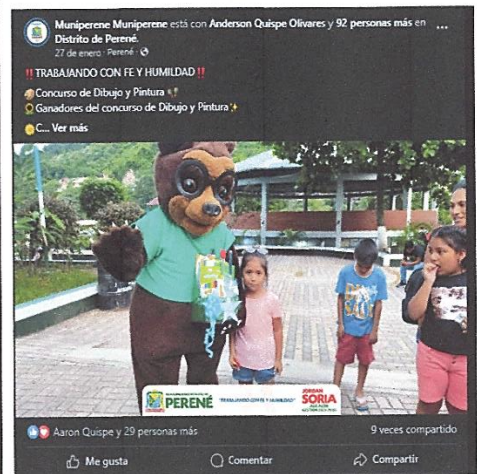 Muniperene Muniperene está con Anderson Quispe Olivares y 92 personas más en
Distrito de Perené.
27 de enero · Perené ·
‼TRABAJANDO CON FE Y HUMILDAD‼
Concurso de Dibujo y Pintura
Ganadores del concurso de Dibujo y Pintura
C... Ver más
PERENÉ
"TRABAJANDO CON FE Y HUMILDAD"
JORDAN
SORIA
Aaron Quispe y 29 personas más
9 veces compartido
Me gusta
Comentar
Compartir